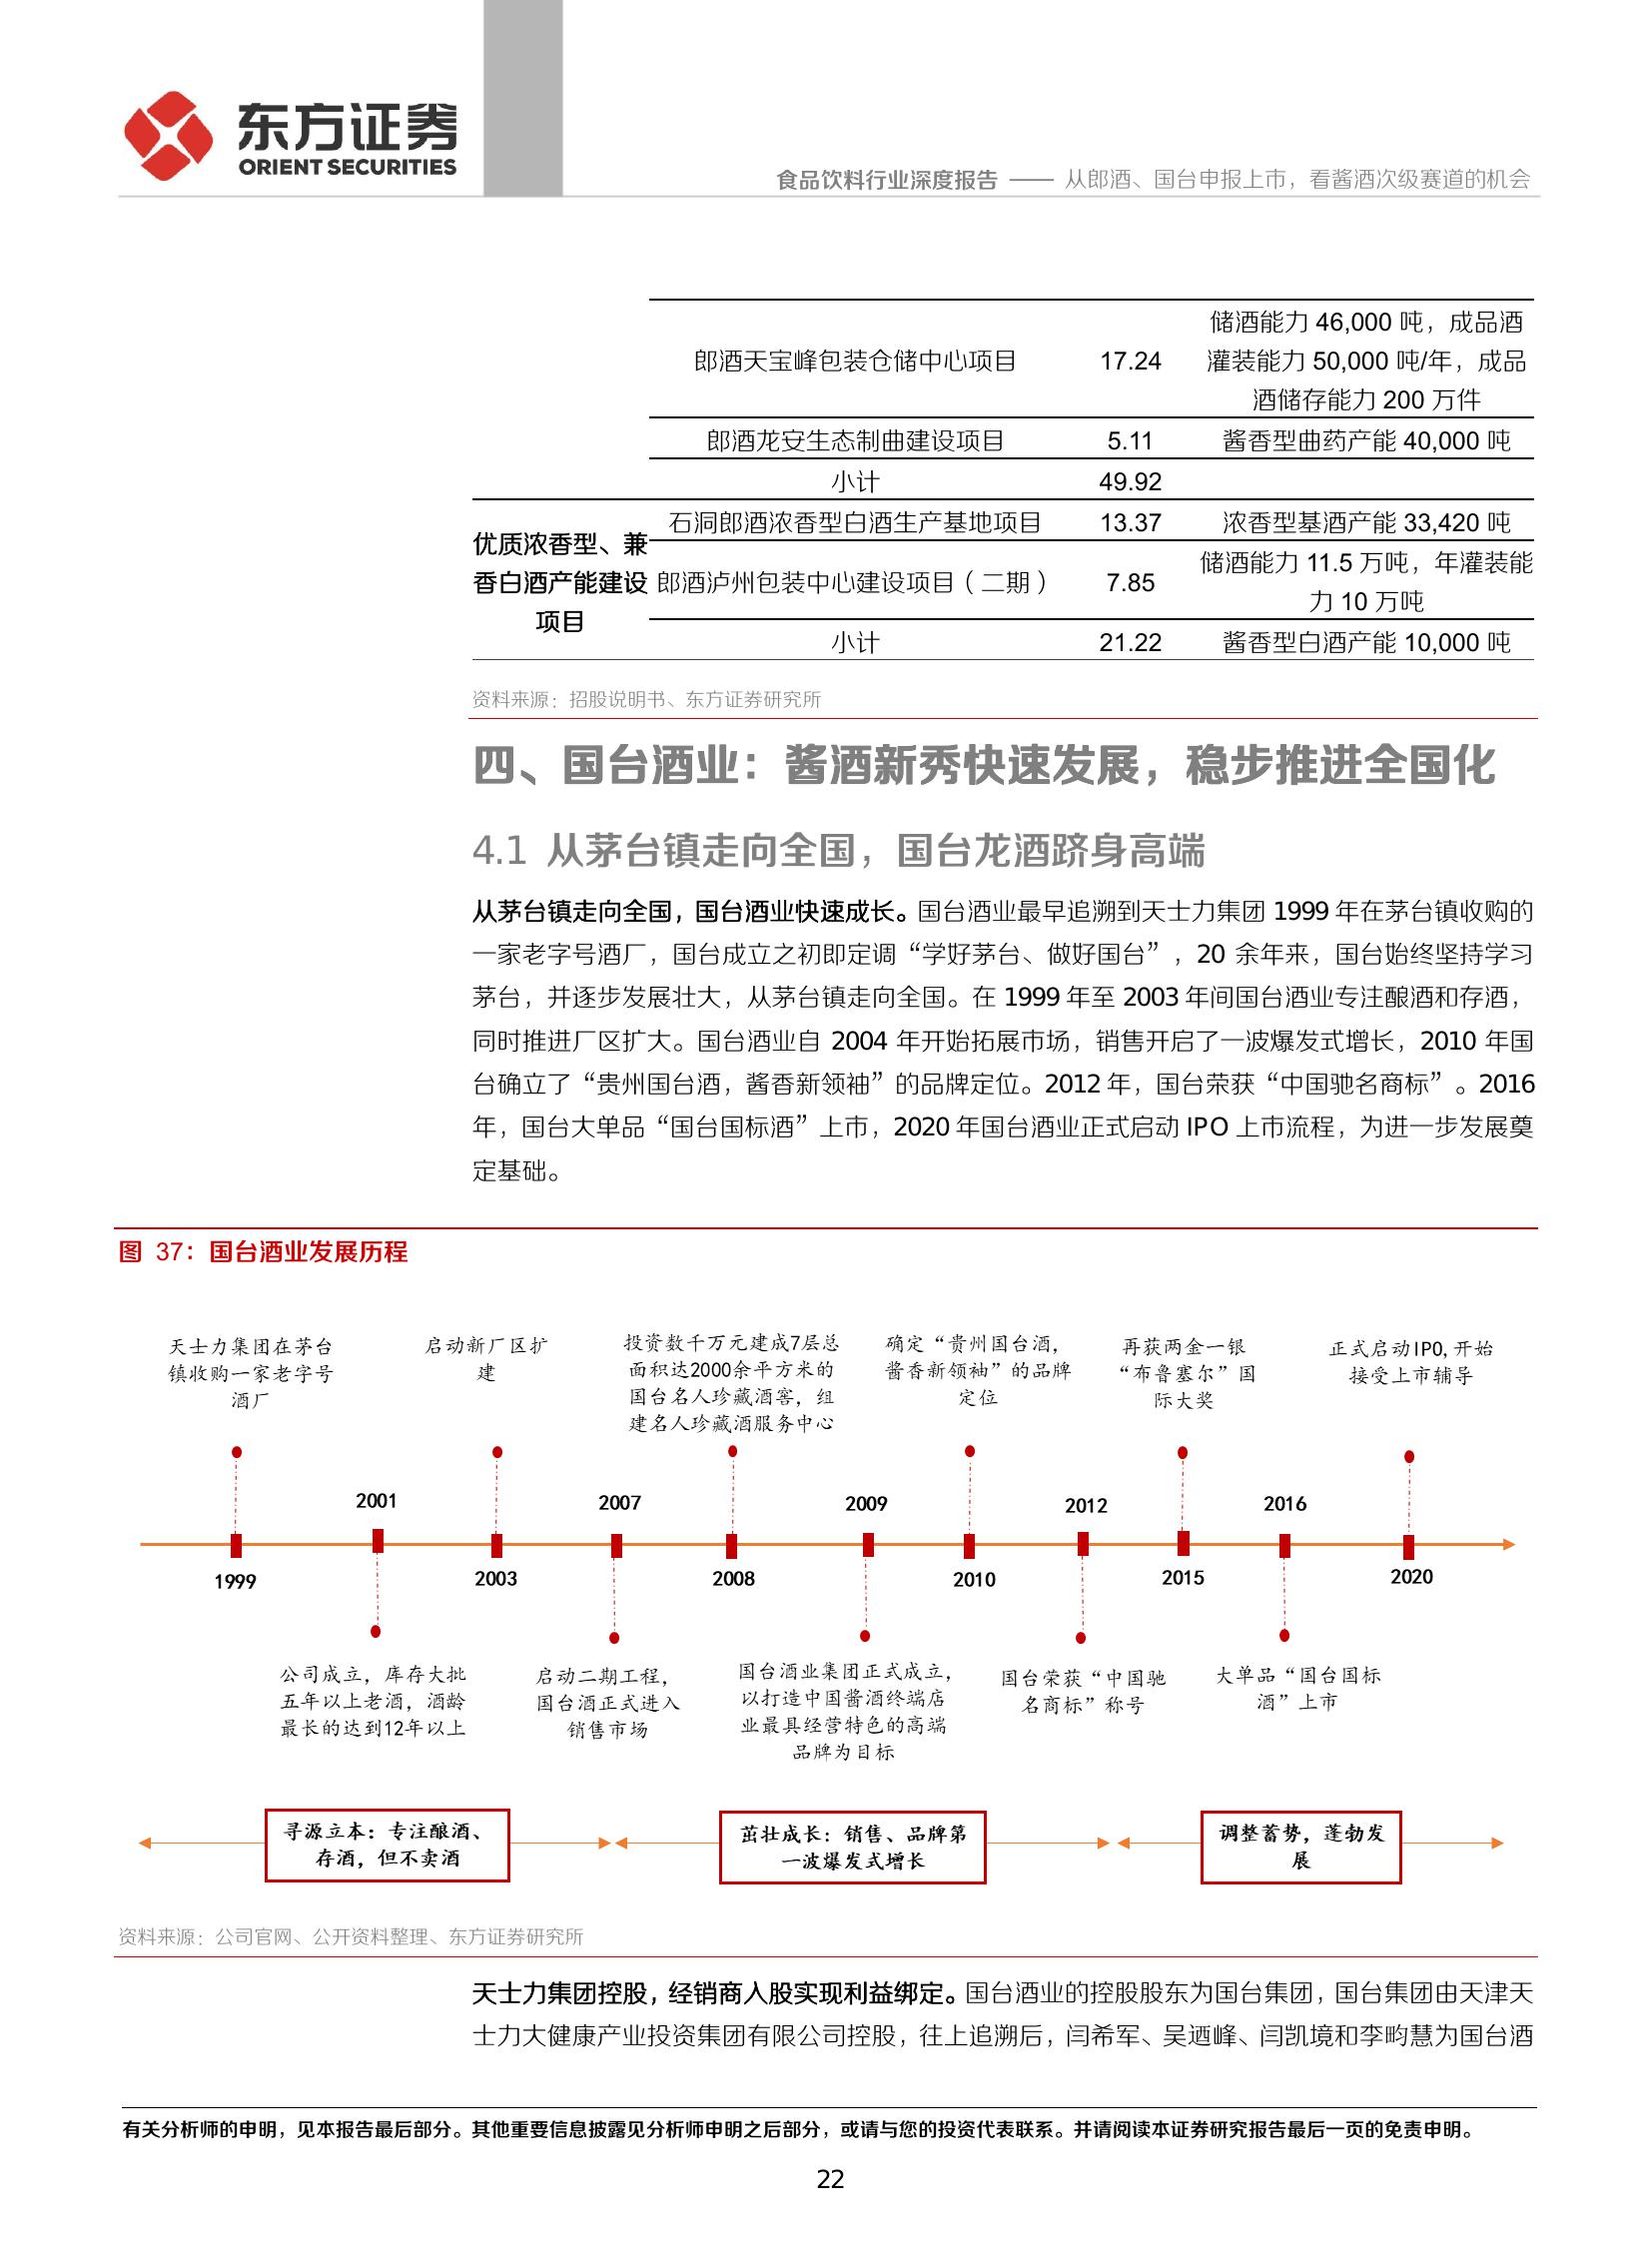 东方证券
ORIENT SECURITIES
食品饮料行业深度报告 —— 从郎酒、国台申报上市，看酱酒次级赛道的机会
郎酒天宝峰包装仓储中心项目 17.24 储酒能力 46,000 吨，成品酒
灌装能力 50,000 吨/年，成品
酒储存能力 200 万件
郎酒龙安生态制曲建设项目 5.11 酱香型曲药产能 40,000 吨
小计 49.92
优质浓香型、兼
香白酒产能建设
项目
石洞郎酒浓香型白酒生产基地项目 13.37 浓香型基酒产能 33,420 吨
郎酒泸州包装中心建设项目（二期） 7.85 储酒能力 11.5 万吨，年灌装能
力 10 万吨
小计 21.22 酱香型白酒产能 10,000 吨
资料来源：招股说明书、东方证券研究所
四、国台酒业：酱酒新秀快速发展，稳步推进全国化
4.1 从茅台镇走向全国，国台龙酒跻身高端
从茅台镇走向全国，国台酒业快速成长。国台酒业最早追溯到天士力集团 1999 年在茅台镇收购的
一家老字号酒厂，国台成立之初即定调“学好茅台、做好国台”，20 余年来，国台始终坚持学习
茅台，并逐步发展壮大，从茅台镇走向全国。在 1999 年至 2003 年间国台酒业专注酿酒和存酒，
同时推进厂区扩大。国台酒业自 2004 年开始拓展市场，销售开启了一波爆发式增长，2010 年国
台确立了“贵州国台酒，酱香新领袖”的品牌定位。2012 年，国台荣获“中国驰名商标”。2016
年，国台大单品“国台国标酒”上市，2020 年国台酒业正式启动 IPO 上市流程，为进一步发展奠
定基础。
图 37：国台酒业发展历程
天士力集团在茅台
镇收购一家老字号
酒厂
启动新厂区扩
建
投资数千万元建成7层总
面积达2000余平方米的
国台名人珍藏酒窖，组
建名人珍藏酒服务中心
确定“贵州国台酒，
酱香新领袖”的品牌
定位
再获两金一银
“布鲁塞尔”国
际大奖
正式启动IPO,开始
接受上市辅导
2001
2007
2009
2012
2016
1999
2003
2008
2010
2015
2020
公司成立，库存大批
五年以上老酒，酒龄
最长的达到12年以上
启动二期工程，
国台酒正式进入
销售市场
国台酒业集团正式成立，
以打造中国酱酒终端店
业最具经营特色的高端
品牌为目标
国台荣获“中国驰
名商标”称号
大单品“国台国标
酒”上市
寻源立本：专注酿酒、
存酒，但不卖酒
茁壮成长：销售、品牌第
一波爆发式增长
调整蓄势，蓬勃发
展
资料来源：公司官网、公开资料整理、东方证券研究所
天士力集团控股，经销商入股实现利益绑定。国台酒业的控股股东为国台集团，国台集团由天津天
士力大健康产业投资集团有限公司控股，往上追溯后，闫希军、吴迺峰、闫凯境和李畇慧为国台酒
有关分析师的申明，见本报告最后部分。其他重要信息披露见分析师申明之后部分，或请与您的投资代表联系。并请阅读本证券研究报告最后一页的免责申明。
22